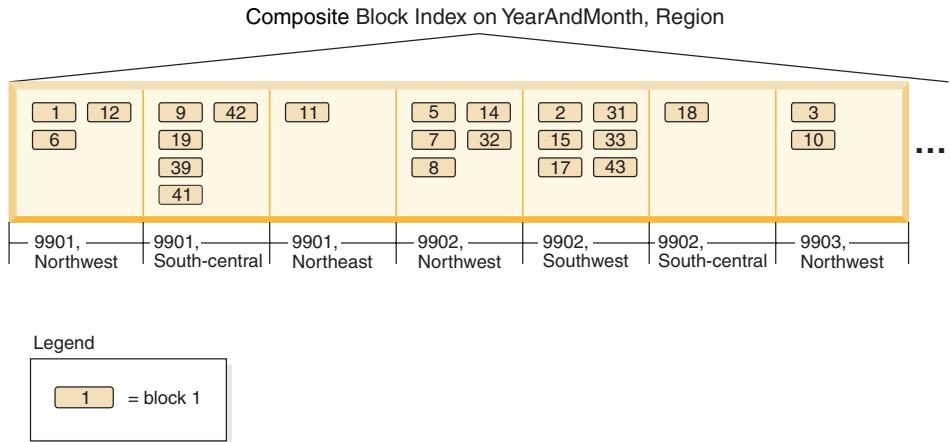 Composite Block Index on YearAndMonth, Region
1 12 9 42 11 5 14 2 31 18 3
6 19 7 32 15 33 10
39 8 17 43
41
...
9901, 9901, 9901, 9902, 9902, 9902, 9903,
Northwest South-central Northeast Northwest Southwest South-central Northwest
Legend
1 = block 1